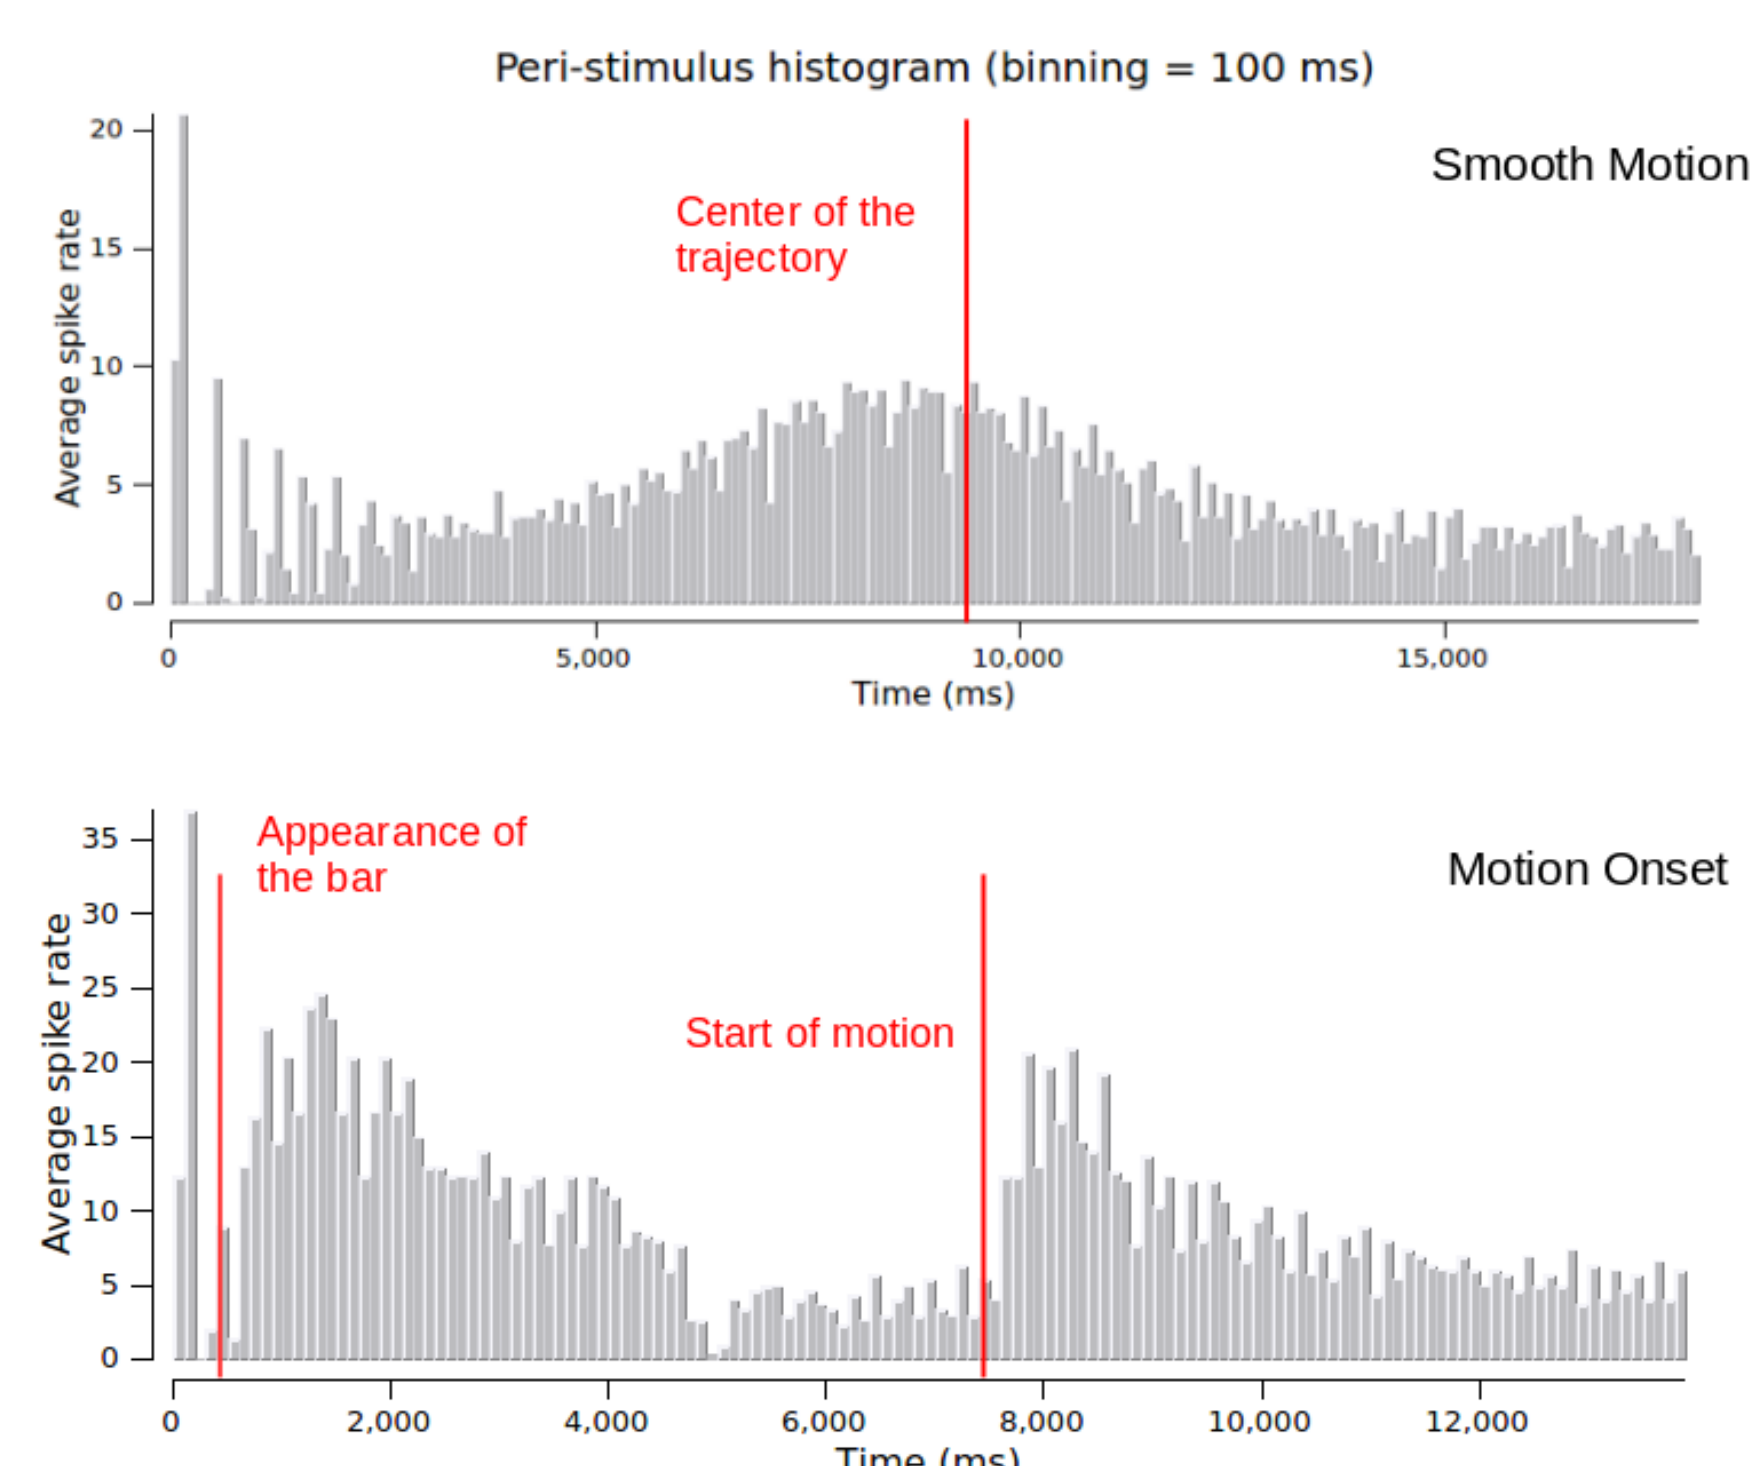 Peri-stimulus histogram (binning = 100 ms)
Smooth Motion
Center of the
trajectory
Average spike rate
20
15
10
5
0
0
5,000
10,000
15,000
Time (ms)
Appearance of
the bar
Motion Onset
Start of motion
Average spike rate
35
30
25
20
15
10
5
0
0
2,000
4,000
6,000
8,000
10,000
12,000
Time (ms)